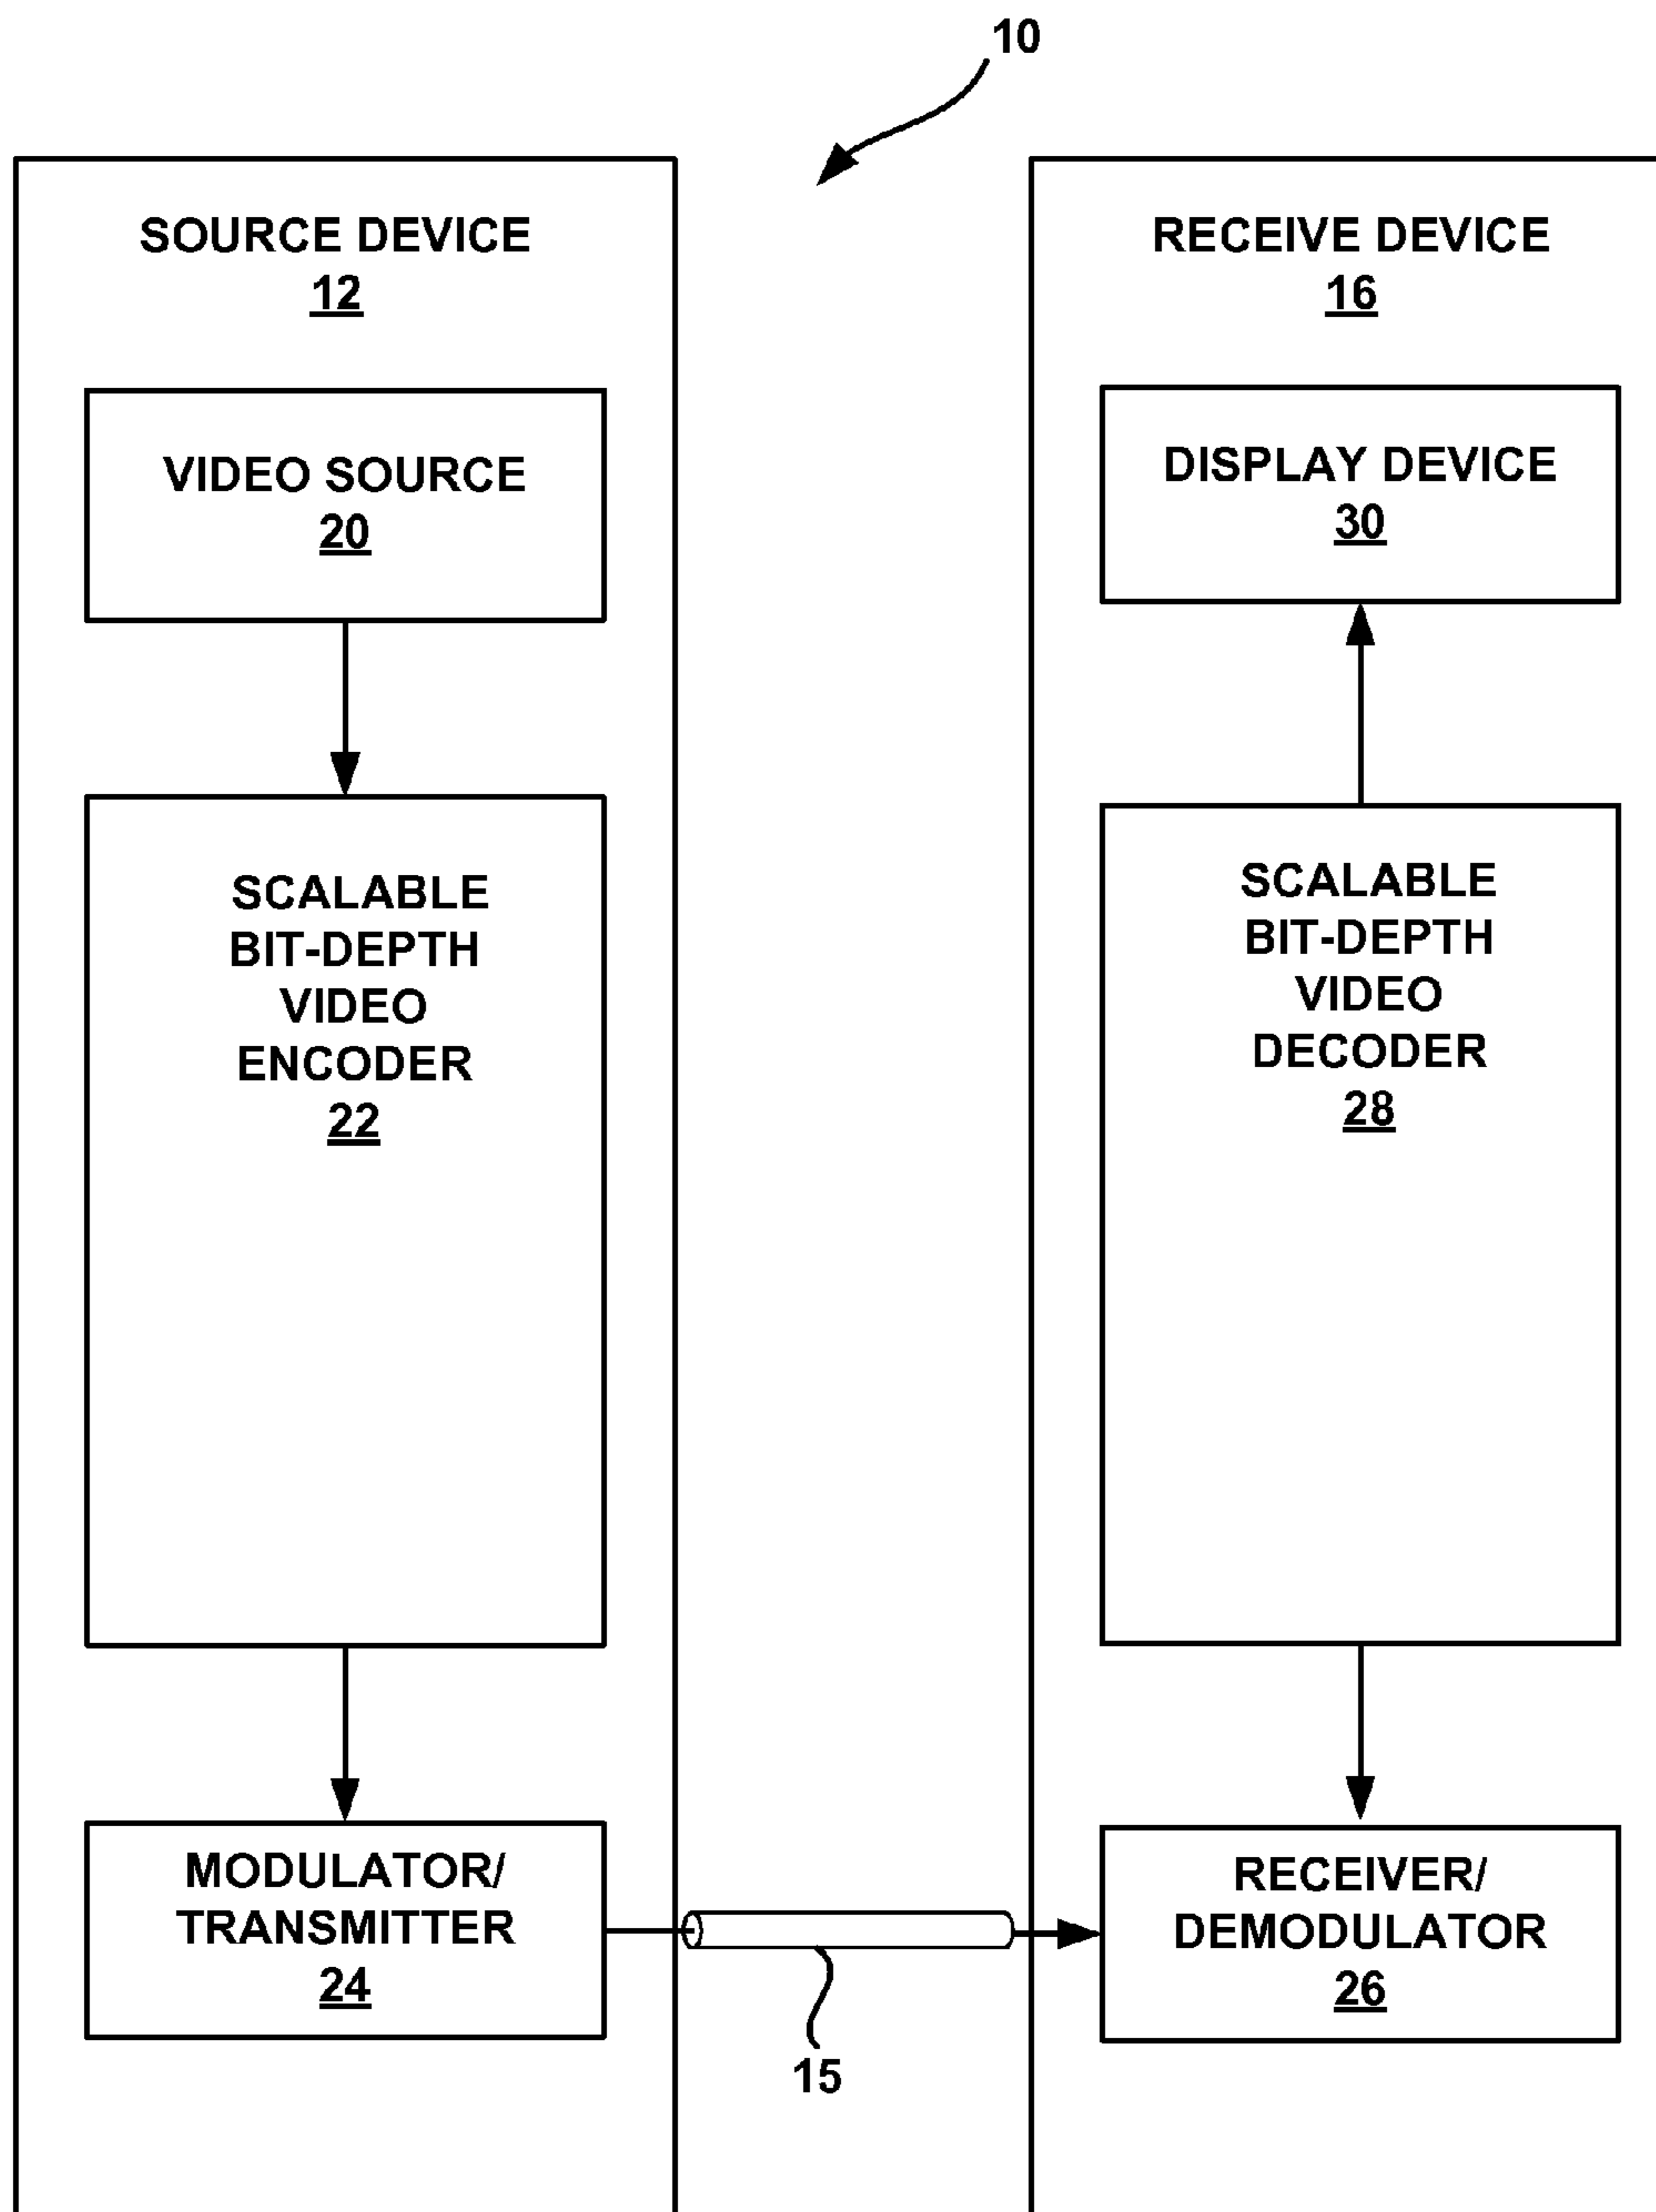 10
SOURCE DEVICE
12
VIDEO SOURCE
20
SCALABLE
BIT-DEPTH
VIDEO
ENCODER
22
MODULATOR/
TRANSMITTER
24
15
RECEIVE DEVICE
16
DISPLAY DEVICE
30
SCALABLE
BIT-DEPTH
VIDEO
DECODER
28
RECEIVER/
DEMODULATOR
26